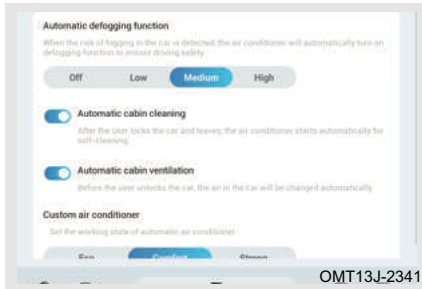 Automatic defogging function
When the risk of fogging in the car is detected, the air conditioner will automatically turn on
defogging function to ensure driving safety.
Off Low Medium High
Automatic cabin cleaning
After the user locks the car and leaves, the air conditioner starts automatically for
self-cleaning.
Automatic cabin ventilation
Before the user unlocks the car, the air in the car will be changed automatically.
Custom air conditioner
Set the working state of automatic air conditioner
Eco Comfort Strong
OMT13J-2341